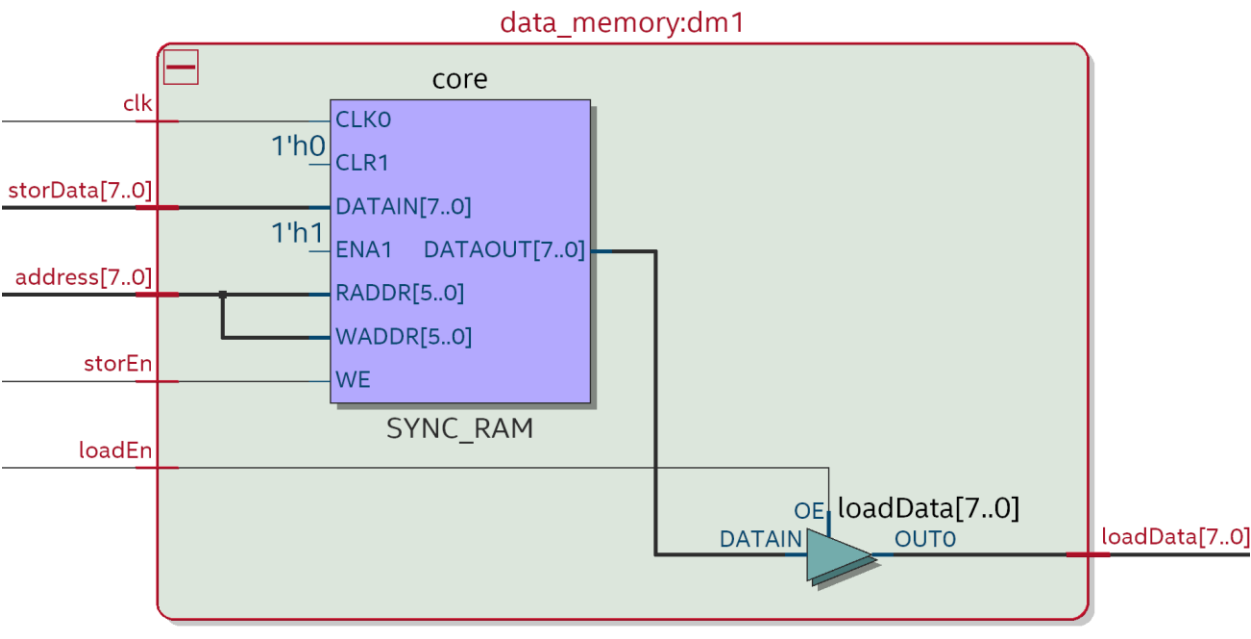 data_memory:dm1
core
clk
CLK0
1'h0
CLR1
storData[7..0]
DATAIN[7..0]
1'h1
ENA1
DATAOUT[7..0]
address[7..0]
RADDR[5..0]
WADDR[5..0]
storEn
WE
SYNC_RAM
loadEn
OE
loadData[7..0]
DATAIN
OUT0
loadData[7..0]